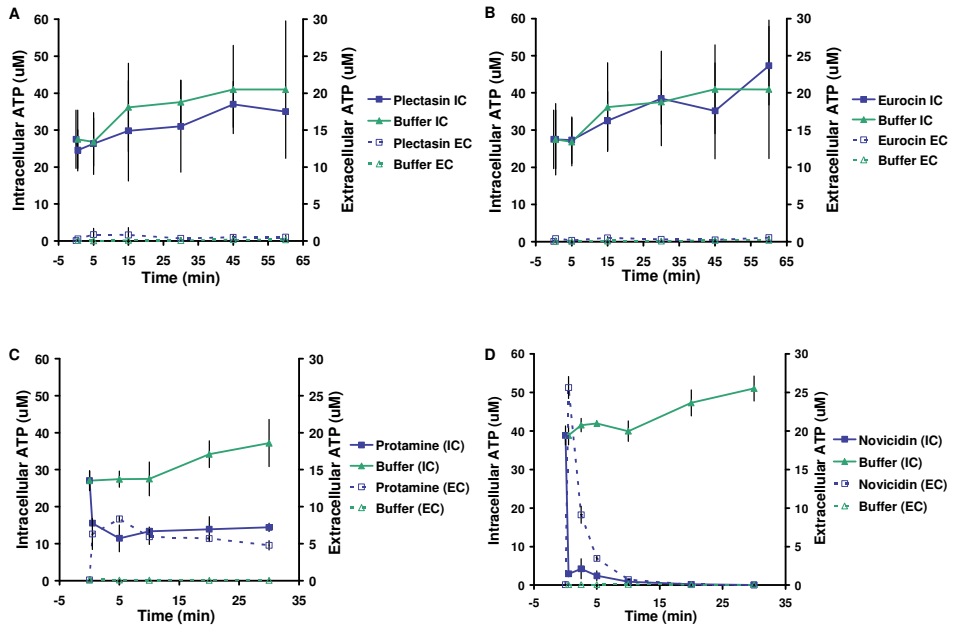 A
60
50
40
30
20
10
0
Intracellular ATP (uM)
30
25
20
15
10
5
0
Extracellular ATP (uM)
-5 5 15 25 35 45 55 65
Time (min)
Plectasin IC
Buffer IC
Plectasin EC
Buffer EC
B
60
50
40
30
20
10
0
Intracellular ATP (uM)
30
25
20
15
10
5
0
Extracellular ATP (uM)
-5 5 15 25 35 45 55 65
Time (min)
Eurocin IC
Buffer IC
Eurocin EC
Buffer EC
C
60
50
40
30
20
10
0
Intracellular ATP (uM)
30
25
20
15
10
5
0
Extracellular ATP (uM)
-5 5 15 25 35
Time (min)
Protamine (IC)
Buffer (IC)
Protamine (EC)
Buffer (EC)
D
60
50
40
30
20
10
0
Intracellular ATP (uM)
30
25
20
15
10
5
0
Extracellular ATP (uM)
-5 5 15 25 35
Time (min)
Novicidin (IC)
Buffer (IC)
Novicidin (EC)
Buffer (EC)